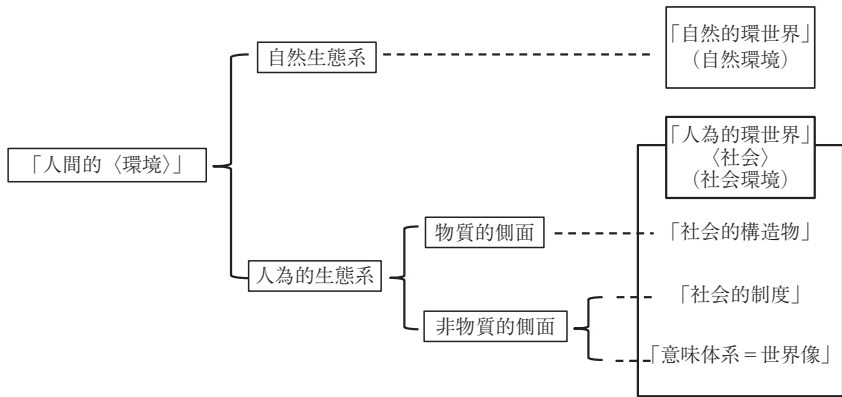 自然生態系
「自然的環世界」
（自然環境）
「人間的〈環境〉」
「人為的環世界」
〈社会〉
（社会環境）
人為的生態系
物質的側面
「社会的構造物」
非物質的側面
「社会的制度」
「意味体系＝世界像」